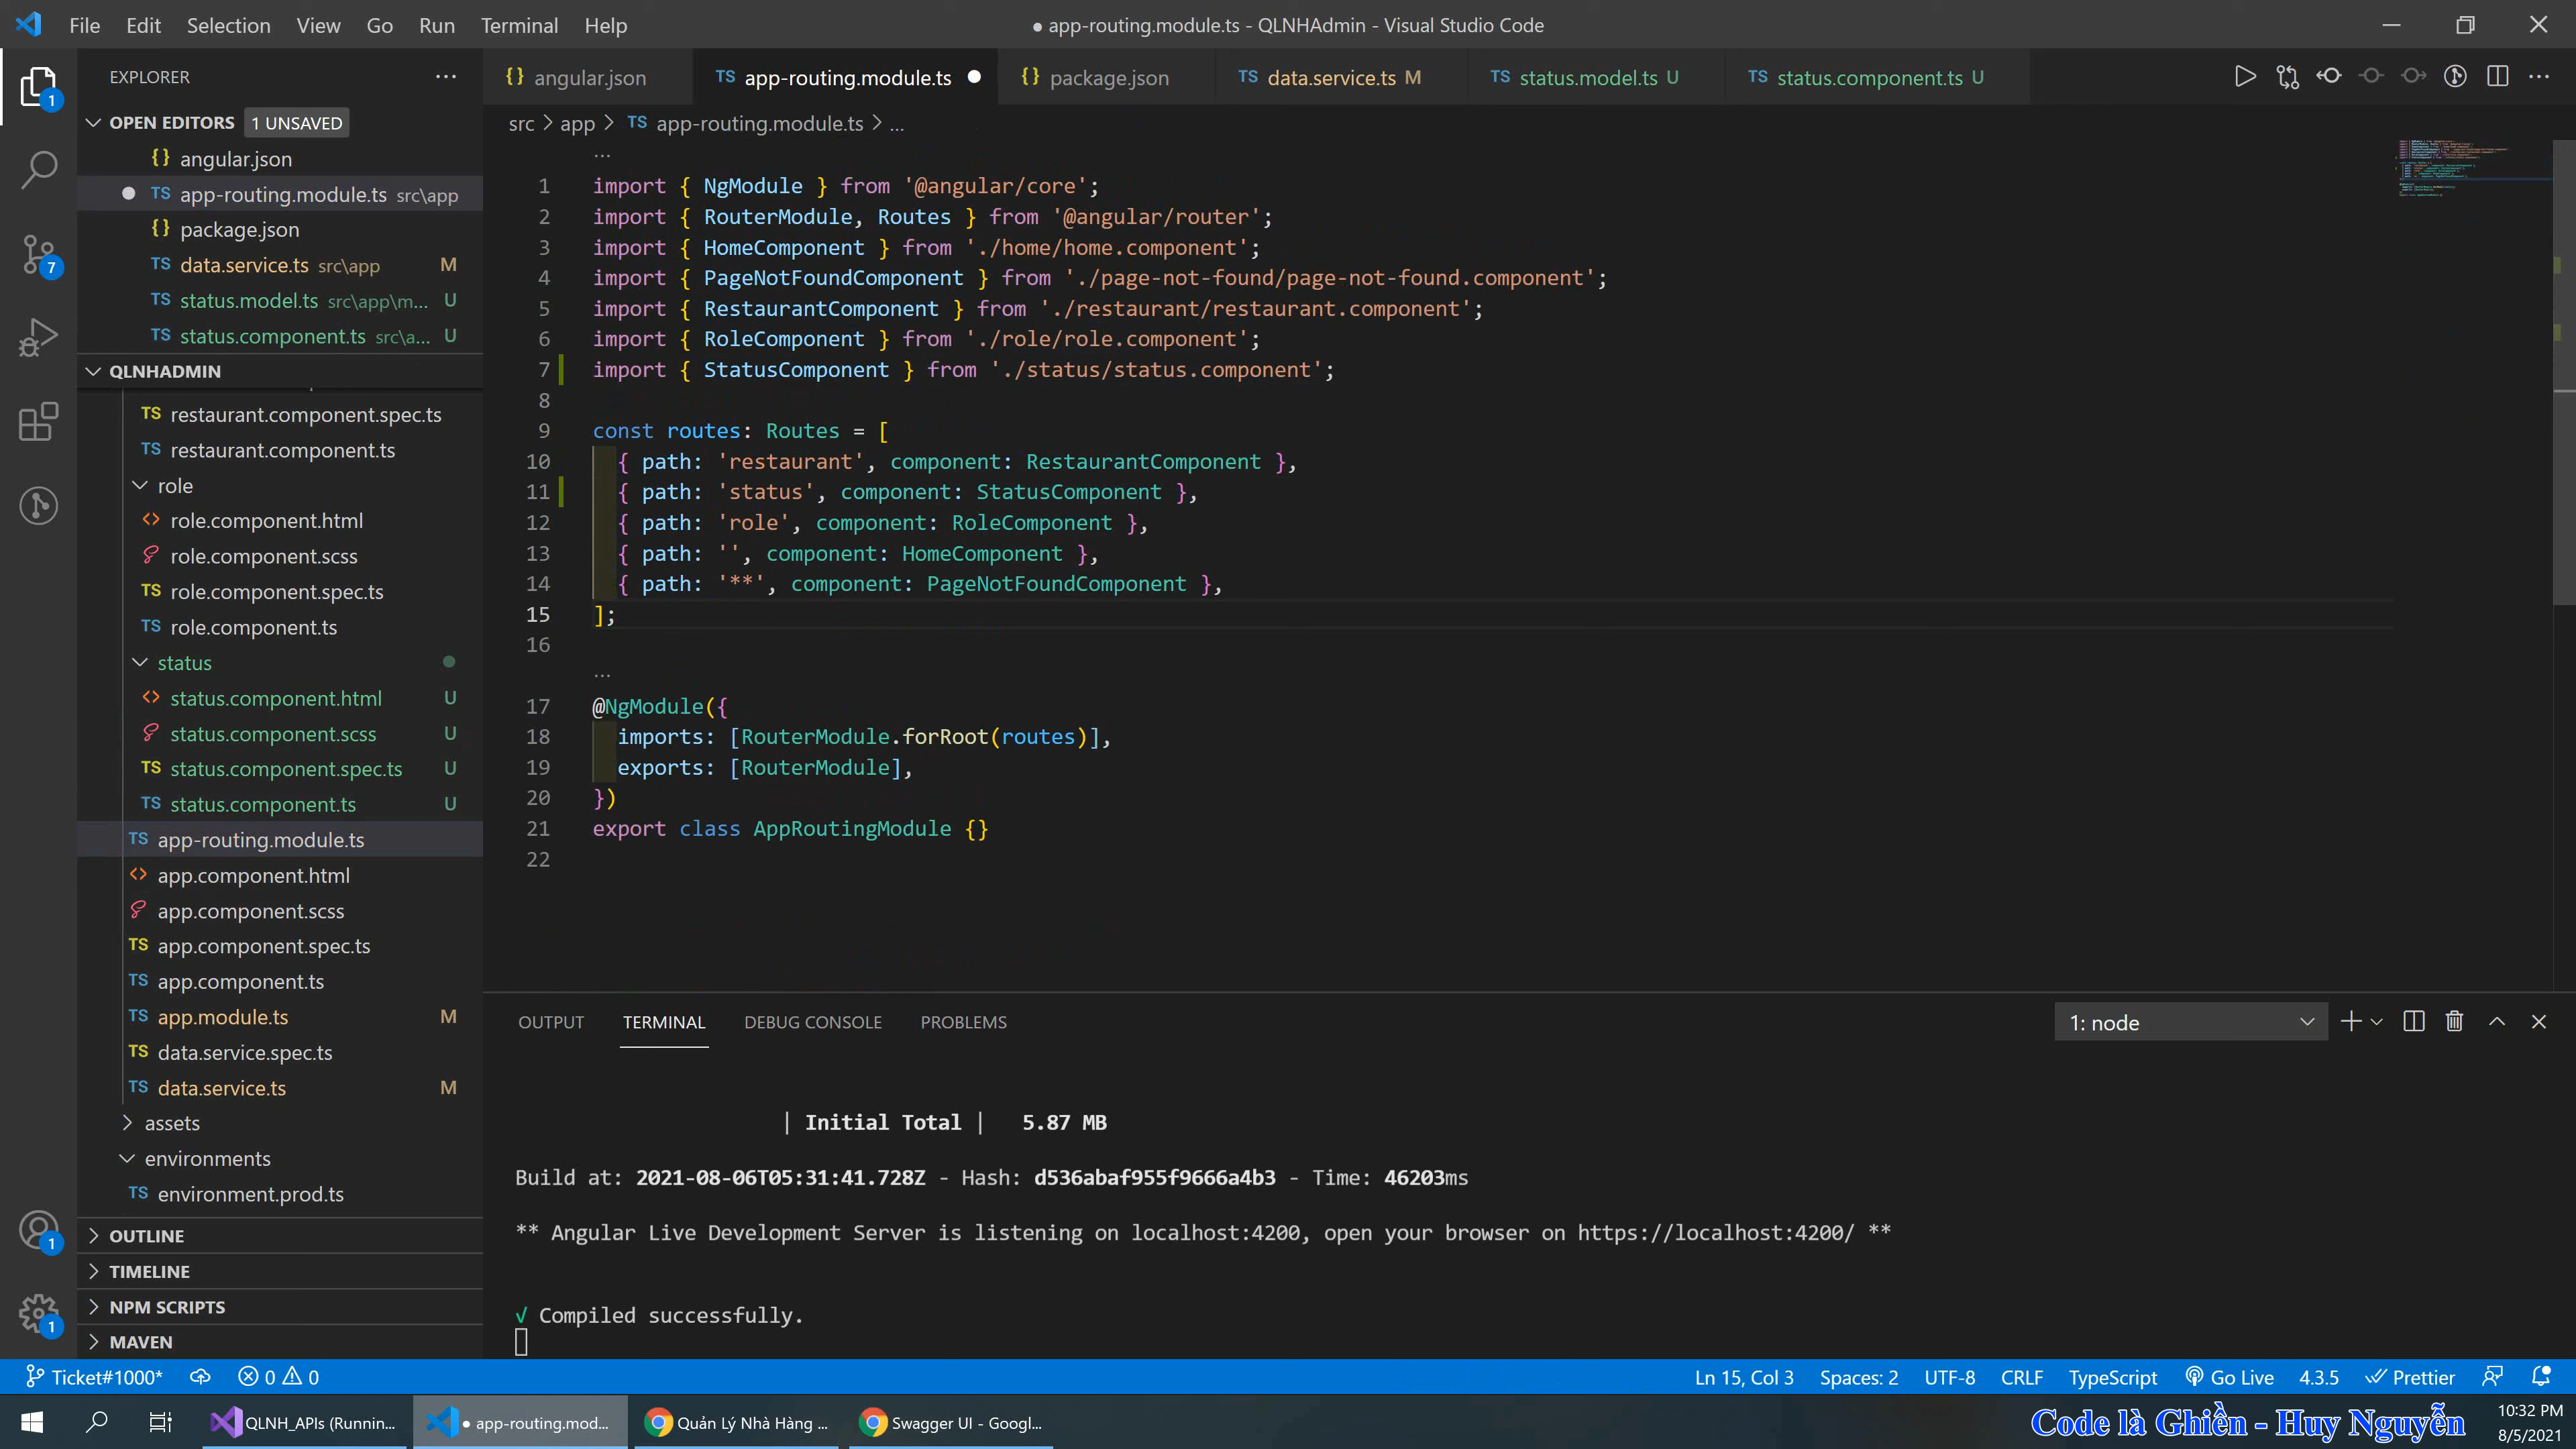 File Edit Selection View Go Run Terminal Help
● app-routing.module.ts - QLNHAdmin - Visual Studio Code
EXPLORER
{} angular.json
TS app-routing.module.ts
{} package.json
TS data.service.ts M
TS status.model.ts U
TS status.component.ts U
OPEN EDITORS 1 UNSAVED
{} angular.json
TS app-routing.module.ts src\app
{} package.json
TS data.service.ts src\app M
TS status.model.ts src\app\m... U
TS status.component.ts src\a... U
QLNHADMIN
TS restaurant.component.spec.ts
TS restaurant.component.ts
role
role.component.html
role.component.scss
TS role.component.spec.ts
TS role.component.ts
status
status.component.html U
status.component.scss U
TS status.component.spec.ts U
TS status.component.ts U
TS app-routing.module.ts
app.component.html
app.component.scss
TS app.component.spec.ts
TS app.component.ts
TS app.module.ts M
TS data.service.spec.ts
TS data.service.ts M
assets
environments
TS environment.prod.ts
OUTLINE
TIMELINE
NPM SCRIPTS
MAVEN
1
7
1
1
src > app > TS app-routing.module.ts > ...
...
1 import { NgModule } from '@angular/core';
2 import { RouterModule, Routes } from '@angular/router';
3 import { HomeComponent } from './home/home.component';
4 import { PageNotFoundComponent } from './page-not-found/page-not-found.component';
5 import { RestaurantComponent } from './restaurant/restaurant.component';
6 import { RoleComponent } from './role/role.component';
7 import { StatusComponent } from './status/status.component';
8
9 const routes: Routes = [
10 { path: 'restaurant', component: RestaurantComponent },
11 { path: 'status', component: StatusComponent },
12 { path: 'role', component: RoleComponent },
13 { path: '', component: HomeComponent },
14 { path: '**', component: PageNotFoundComponent },
15 ];
16
...
17 @NgModule({
18 imports: [RouterModule.forRoot(routes)],
19 exports: [RouterModule],
20 })
21 export class AppRoutingModule {}
22
OUTPUT TERMINAL DEBUG CONSOLE PROBLEMS
1: node
| Initial Total | 5.87 MB
Build at: 2021-08-06T05:31:41.728Z - Hash: d536abaf955f9666a4b3 - Time: 46203ms
** Angular Live Development Server is listening on localhost:4200, open your browser on https://localhost:4200/ **
√ Compiled successfully.
Ticket#1000* 0 0
Ln 15, Col 3 Spaces: 2 UTF-8 CRLF TypeScript Go Live 4.3.5 Prettier
QLNH_APIs (Runnin...
● app-routing.mod...
Quản Lý Nhà Hàng ...
Swagger UI - Googl...
Code là Ghiền - Huy Nguyễn
10:32 PM
8/5/2021